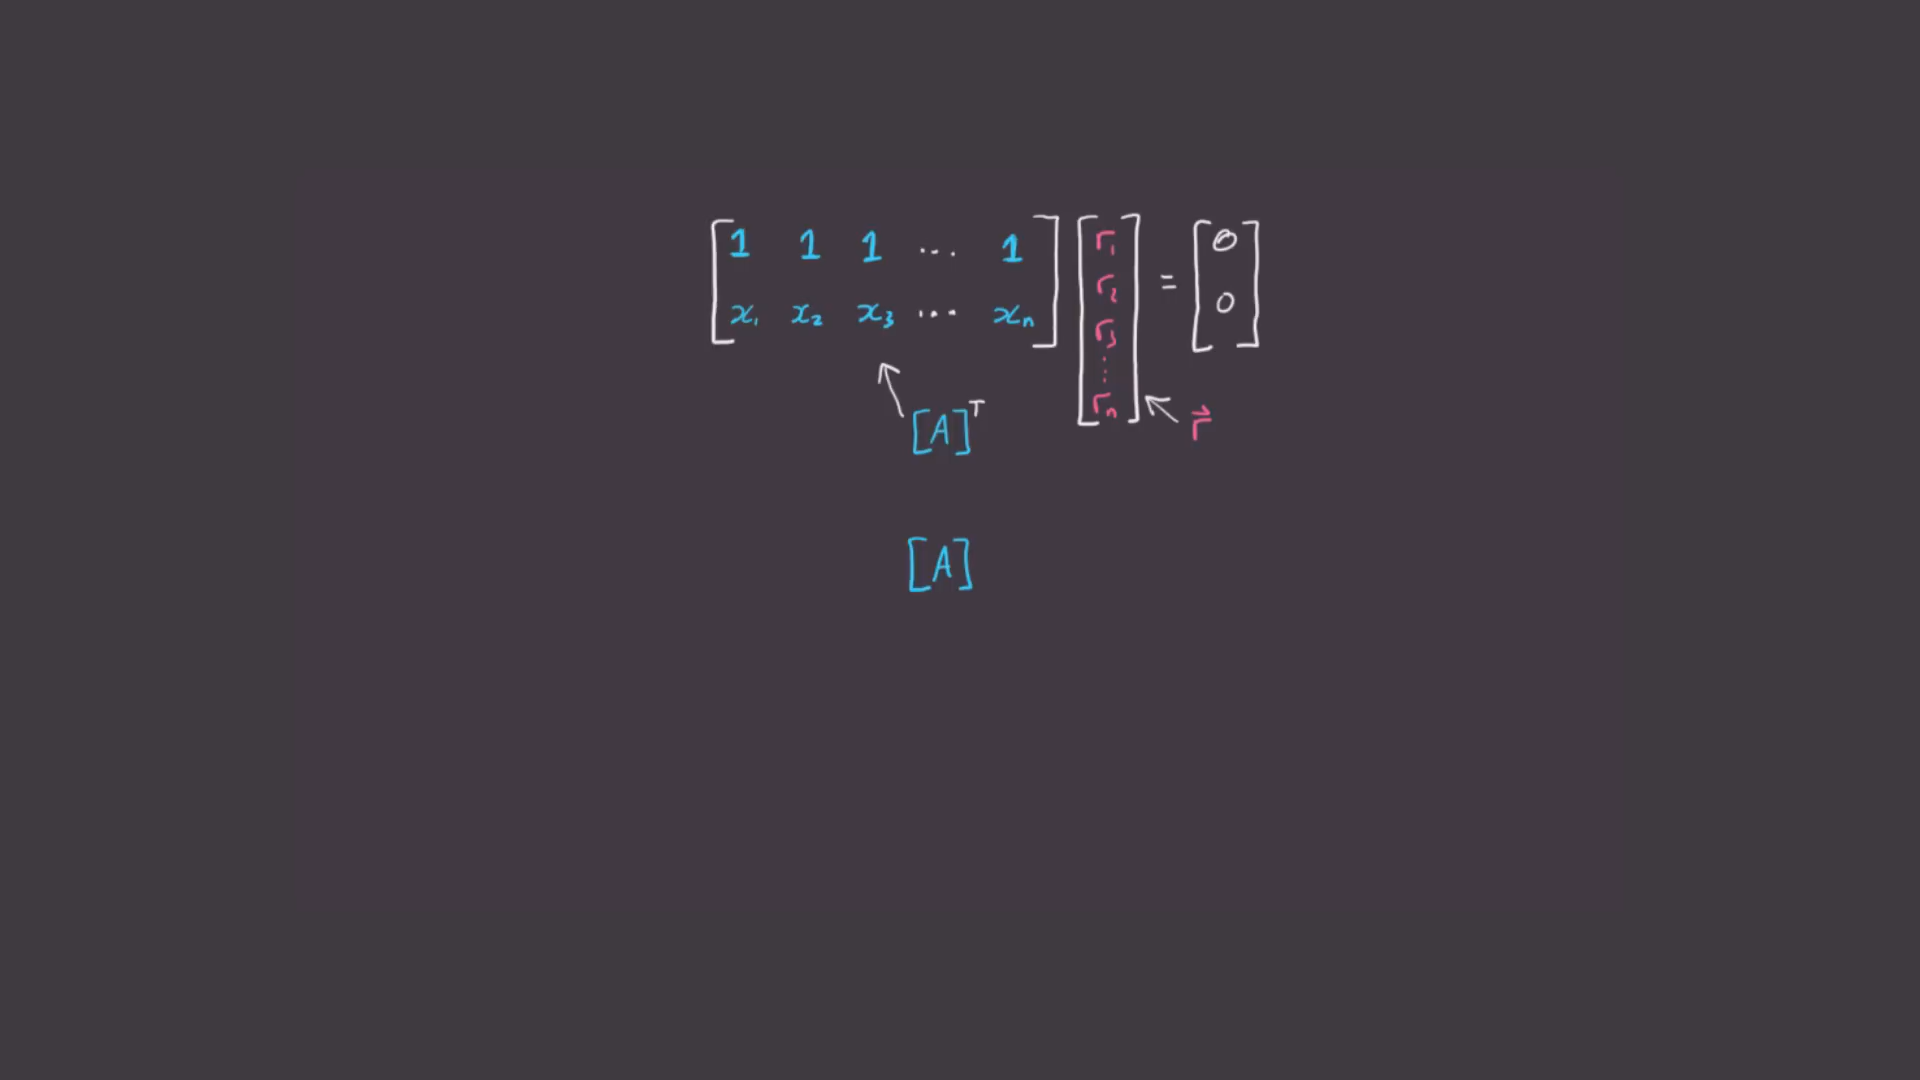 [1 1 1 ... 1
x₁ x₂ x₃ ... xₙ] [r₁
r₂
r₃
⋮
rₙ] = [0
0]
[A]ᵀ
r⃗
[A]